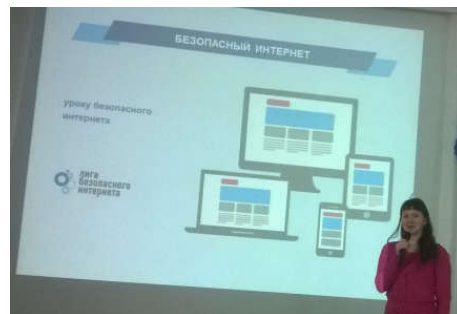 БЕЗОПАСНЫЙ ИНТЕРНЕТ
уроку безопасного
интернета
лига
безопасного
интернета